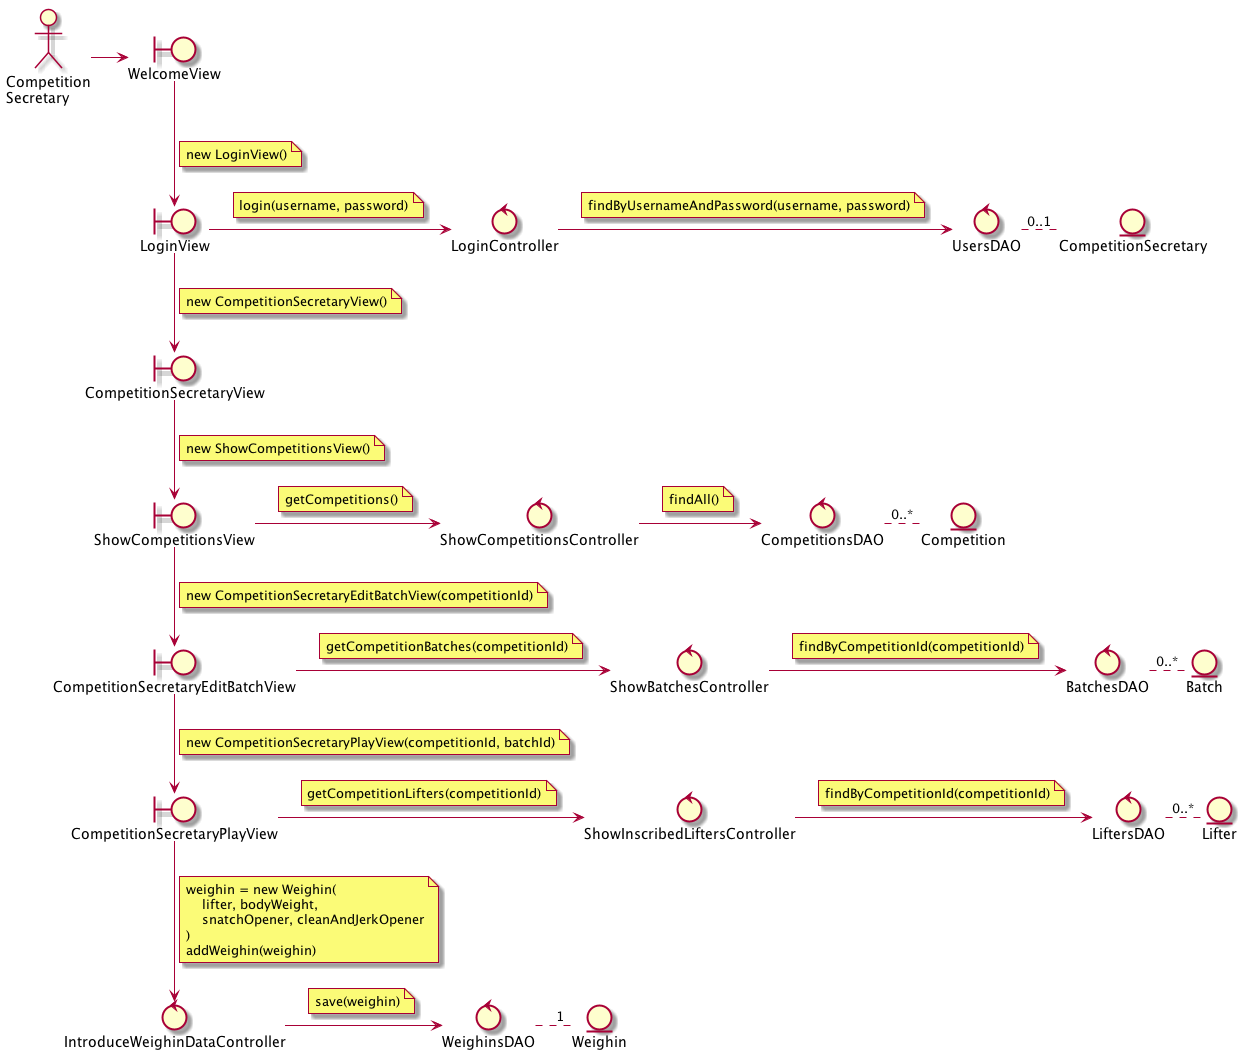 Competition
Secretary
WelcomeView
new LoginView()
login(username, password)
findByUsernameAndPassword(username, password)
LoginView
LoginController
UsersDAO
0..1
CompetitionSecretary
new CompetitionSecretaryView()
CompetitionSecretaryView
new ShowCompetitionsView()
getCompetitions()
findAll()
ShowCompetitionsView
ShowCompetitionsController
CompetitionsDAO
0..*
Competition
new CompetitionSecretaryEditBatchView(competitionId)
getCompetitionBatches(competitionId)
findByCompetitionId(competitionId)
CompetitionSecretaryEditBatchView
ShowBatchesController
BatchesDAO
0..*
Batch
new CompetitionSecretaryPlayView(competitionId, batchId)
getCompetitionLifters(competitionId)
findByCompetitionId(competitionId)
CompetitionSecretaryPlayView
ShowInscribedLiftersController
LiftersDAO
0..*
Lifter
weighin = new Weighin(
lifter, bodyWeight,
snatchOpener, cleanAndJerkOpener
)
addWeighin(weighin)
save(weighin)
IntroduceWeighinDataController
WeighinsDAO
1
Weighin